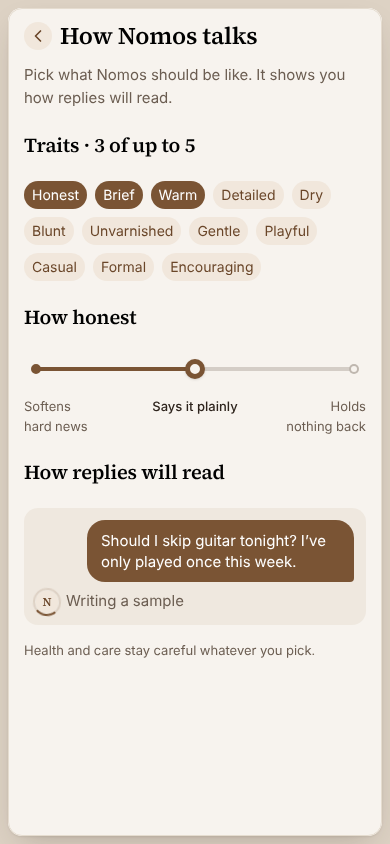 How Nomos talks
Pick what Nomos should be like. It shows you
how replies will read.
Traits · 3 of up to 5
Honest Brief Warm Detailed Dry
Blunt Unvarnished Gentle Playful
Casual Formal Encouraging
How honest
Softens Says it plainly Holds
hard news nothing back
How replies will read
Should I skip guitar tonight? I’ve
only played once this week.
N Writing a sample
Health and care stay careful whatever you pick.